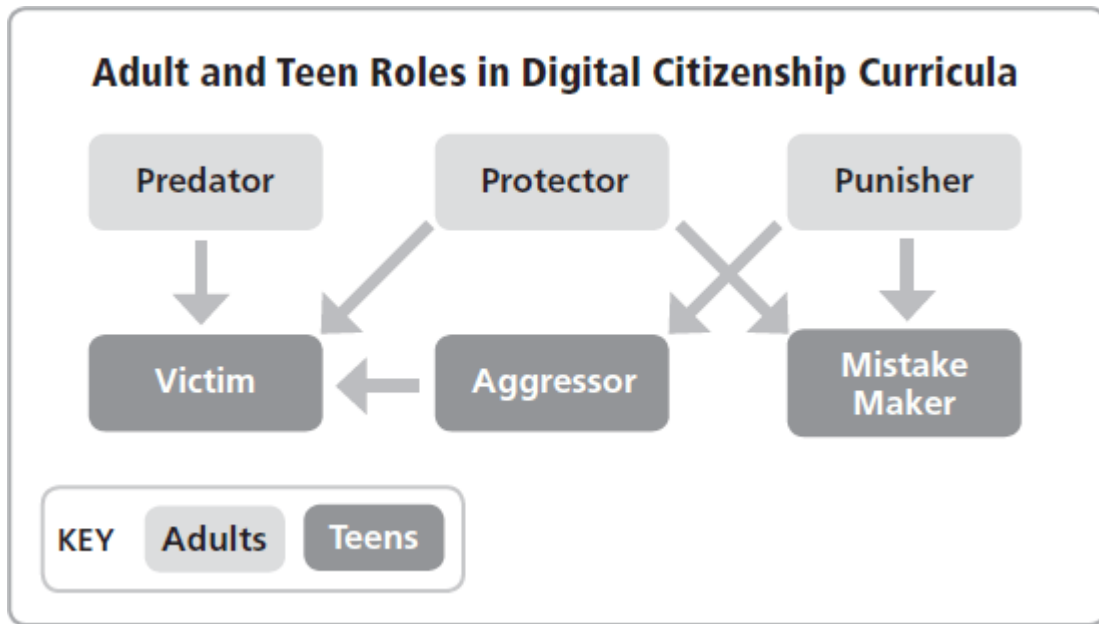 Adult and Teen Roles in Digital Citizenship Curricula
Predator
Protector
Punisher
Victim
Aggressor
Mistake
Maker
KEY
Adults
Teens